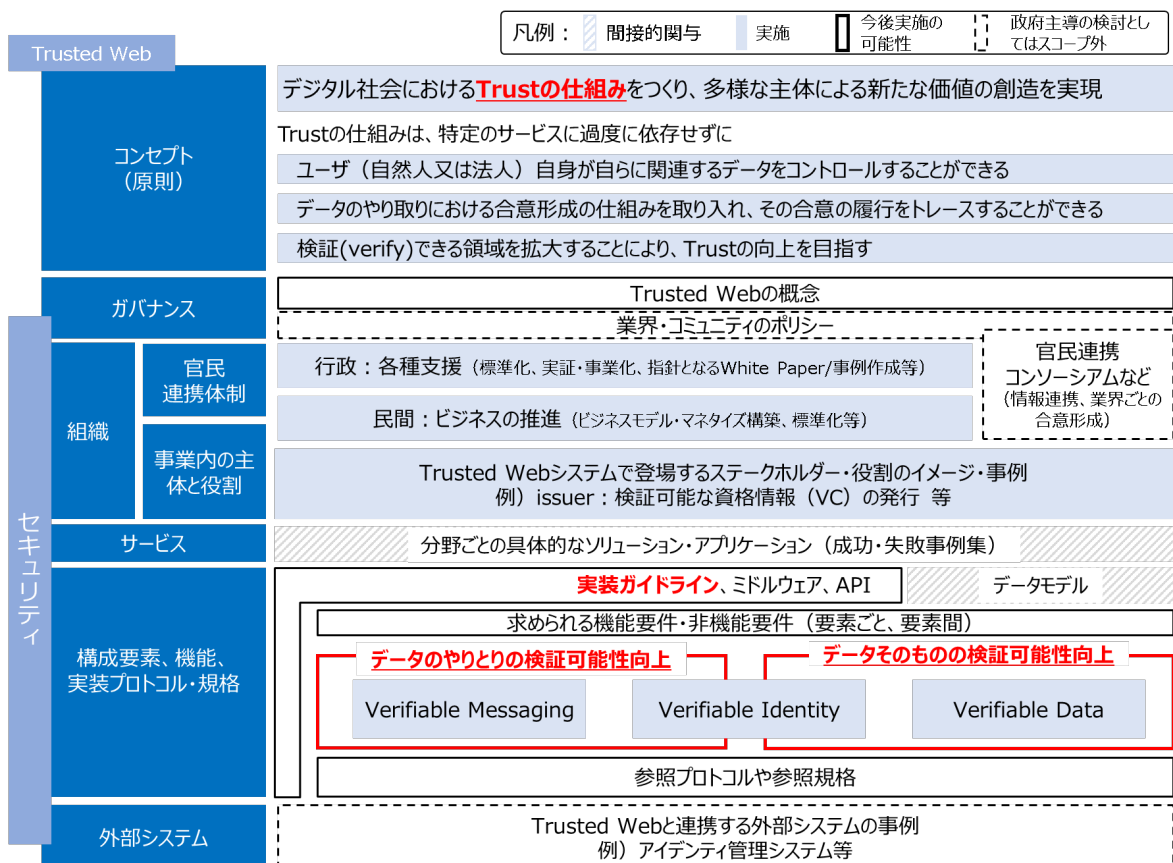 凡例：
間接的関与
実施
今後実施の
可能性
政府主導の検討とし
てはスコープ外
Trusted Web
コンセプト
（原則）
デジタル社会におけるTrustの仕組みをつくり、多様な主体による新たな価値の創造を実現
Trustの仕組みは、特定のサービスに過度に依存せずに
ユーザ（自然人又は法人）自身が自らに関連するデータをコントロールすることができる
データのやり取りにおける合意形成の仕組みを取り入れ、その合意の履行をトレースすることができる
検証(verify)できる領域を拡大することにより、Trustの向上を目指す
セキュリティ
ガバナンス
Trusted Webの概念
業界・コミュニティのポリシー
組織
官民
連携体制
行政：各種支援（標準化、実証・事業化、指針となるWhite Paper/事例作成等）
民間：ビジネスの推進（ビジネスモデル・マネタイズ構築、標準化等）
官民連携
コンソーシアムなど
（情報連携、業界ごとの
合意形成）
事業内の主
体と役割
Trusted Webシステムで登場するステークホルダー・役割のイメージ・事例
例）issuer：検証可能な資格情報（VC）の発行 等
サービス
分野ごとの具体的なソリューション・アプリケーション（成功・失敗事例集）
構成要素、機能、
実装プロトコル・規格
実装ガイドライン、ミドルウェア、API
データモデル
求められる機能要件・非機能要件（要素ごと、要素間）
データのやりとりの検証可能性向上
データそのものの検証可能性向上
Verifiable Messaging
Verifiable Identity
Verifiable Data
参照プロトコルや参照規格
外部システム
Trusted Webと連携する外部システムの事例
例）アイデンティ管理システム等